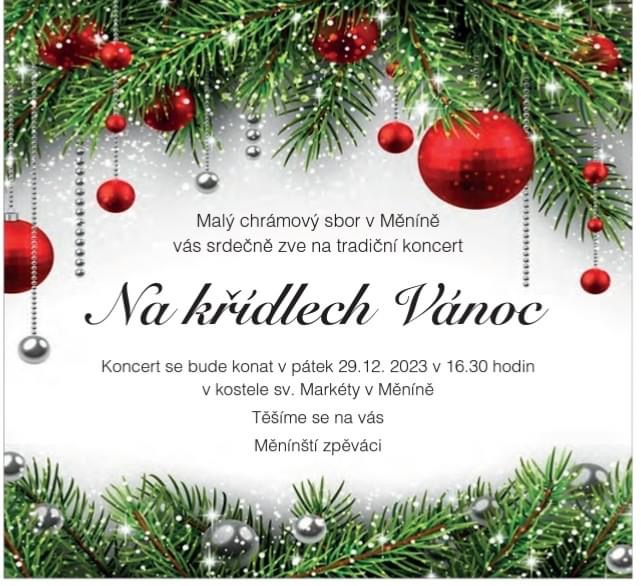 Malý chrámový sbor v Měníně
vás srdečně zve na tradiční koncert
Na křídlech Vánoc
Koncert se bude konat v pátek 29.12. 2023 v 16.30 hodin
v kostele sv. Markéty v Měníně
Těšíme se na vás
Měnínští zpěváci